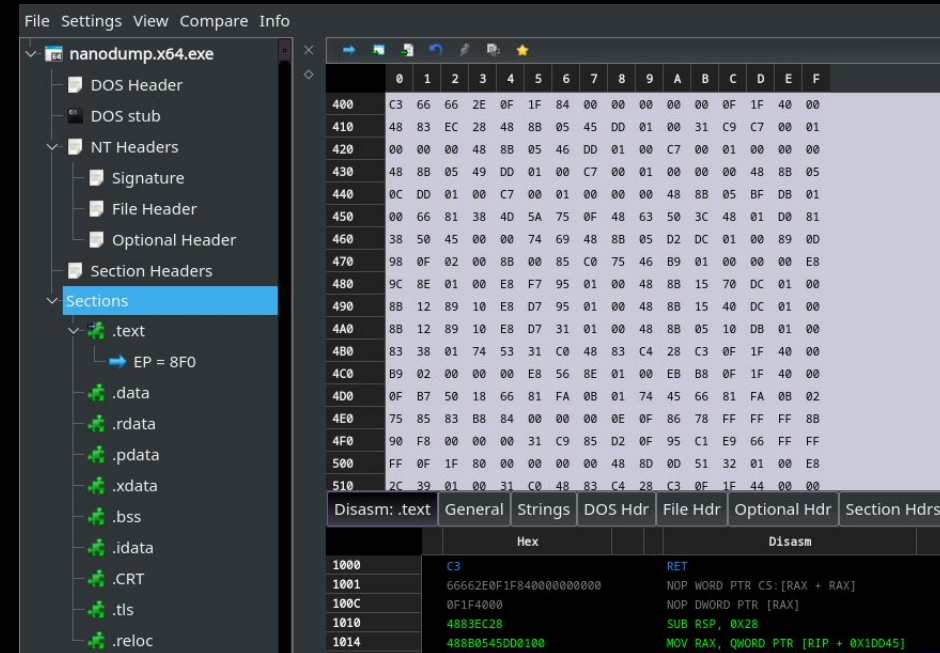 File Settings View Compare Info
nanodump.x64.exe
DOS Header
DOS stub
NT Headers
Signature
File Header
Optional Header
Section Headers
Sections
.text
EP = 8F0
.data
.rdata
.pdata
.xdata
.bss
.idata
.CRT
.tls
.reloc
0 1 2 3 4 5 6 7 8 9 A B C D E F
400 C3 66 66 2E 0F 1F 84 00 00 00 00 00 0F 1F 40 00
410 48 83 EC 28 48 8B 05 45 DD 01 00 31 C9 C7 00 01
420 00 00 00 48 8B 05 46 DD 01 00 C7 00 01 00 00 00
430 48 8B 05 49 DD 01 00 C7 00 01 00 00 00 48 8B 05
440 0C DD 01 00 C7 00 01 00 00 00 48 8B 05 BF DB 01
450 00 66 81 38 4D 5A 75 0F 48 63 50 3C 48 01 D0 81
460 38 50 45 00 00 74 69 48 8B 05 D2 DC 01 00 89 0D
470 98 0F 02 00 8B 00 85 C0 75 46 B9 01 00 00 00 E8
480 9C 8E 01 00 E8 F7 95 01 00 48 8B 15 70 DC 01 00
490 8B 12 89 10 E8 D7 95 01 00 48 8B 15 40 DC 01 00
4A0 8B 12 89 10 E8 D7 31 01 00 48 8B 05 10 DB 01 00
4B0 83 38 01 74 53 31 C0 48 83 C4 28 C3 0F 1F 40 00
4C0 B9 02 00 00 00 E8 56 8E 01 00 EB B8 0F 1F 40 00
4D0 0F B7 50 18 66 81 FA 0B 01 74 45 66 81 FA 0B 02
4E0 75 85 83 B8 84 00 00 00 0E 0F 86 78 FF FF FF 8B
4F0 90 F8 00 00 00 31 C9 85 D2 0F 95 C1 E9 66 FF FF
500 FF 0F 1F 80 00 00 00 00 48 8D 0D 51 32 01 00 E8
510 2C 39 01 00 31 C0 48 83 C4 28 C3 0F 1F 44 00 00
Disasm: .text General Strings DOS Hdr File Hdr Optional Hdr Section Hdrs
Hex Disasm
1000 C3 RET
1001 66662E0F1F840000000000 NOP WORD PTR CS:[RAX + RAX]
100C 0F1F4000 NOP DWORD PTR [RAX]
1010 4883EC28 SUB RSP, 0X28
1014 488B0545DD0100 MOV RAX, QWORD PTR [RIP + 0X1DD45]